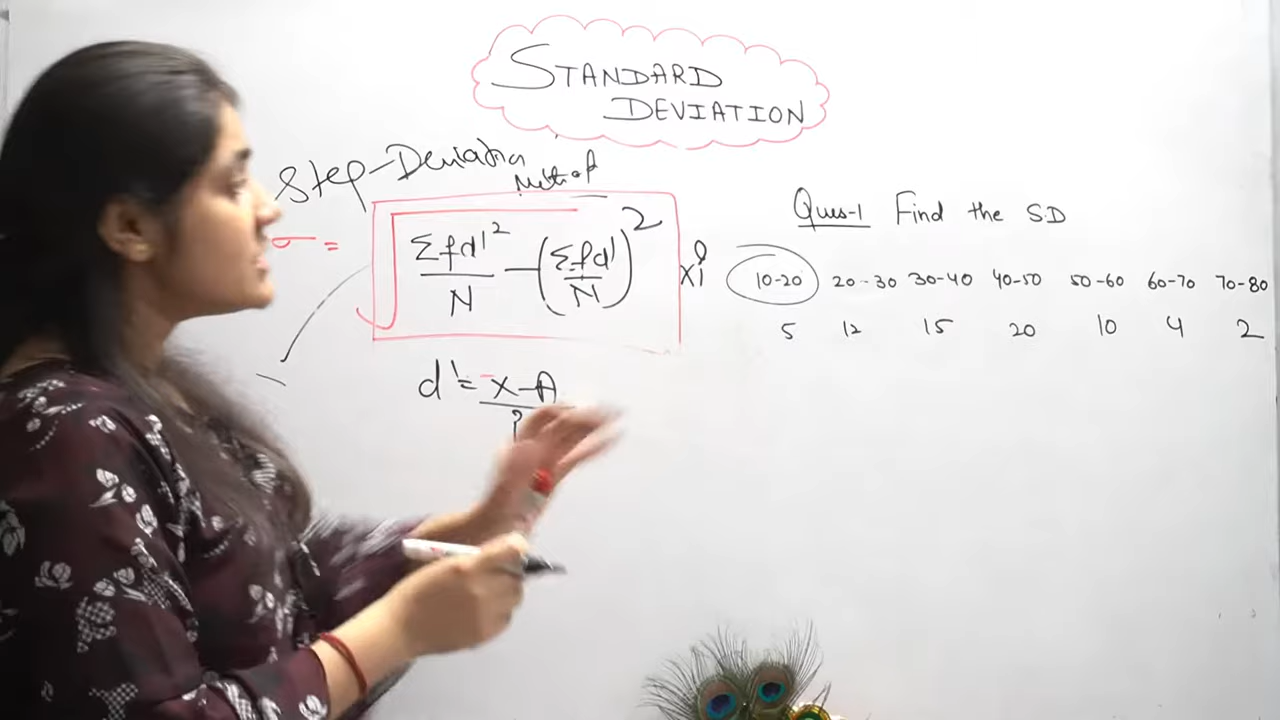 STANDARD
DEVIATION
Step-Deviation
Method
σ = √ Σfd'²/N - (Σfd'/N)² xi
d' = X-A/i
Ques-1 Find the S.D
10-20 20-30 30-40 40-50 50-60 60-70 70-80
5 12 15 20 10 4 2